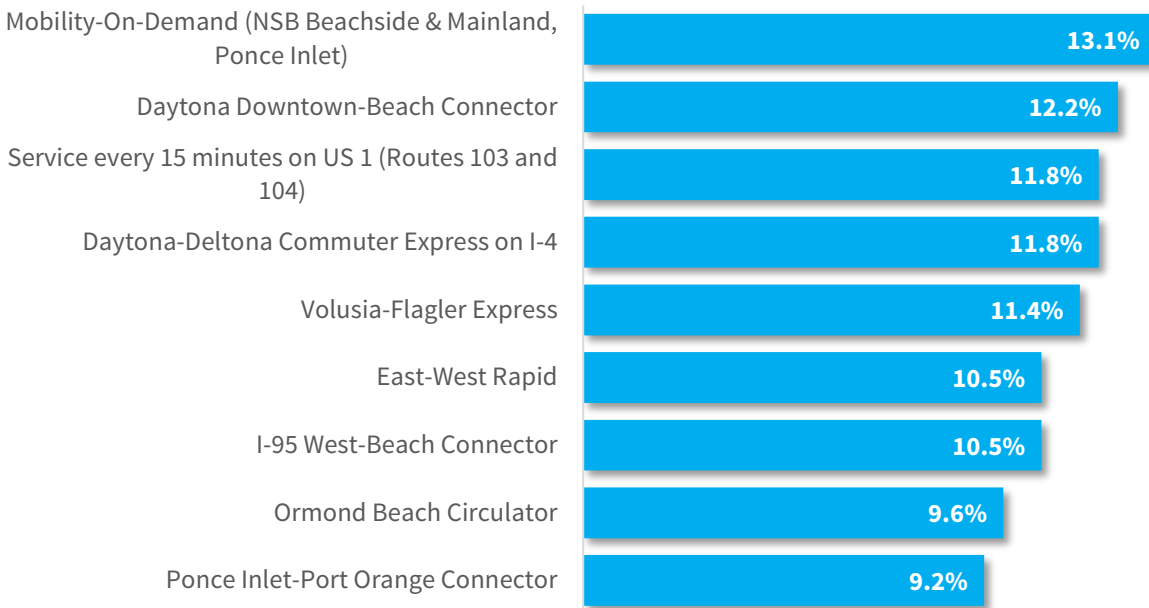 Mobility-On-Demand (NSB Beachside & Mainland,
Ponce Inlet)
13.1%
Daytona Downtown-Beach Connector
12.2%
Service every 15 minutes on US 1 (Routes 103 and
104)
11.8%
Daytona-Deltona Commuter Express on I-4
11.8%
Volusia-Flagler Express
11.4%
East-West Rapid
10.5%
I-95 West-Beach Connector
10.5%
Ormond Beach Circulator
9.6%
Ponce Inlet-Port Orange Connector
9.2%